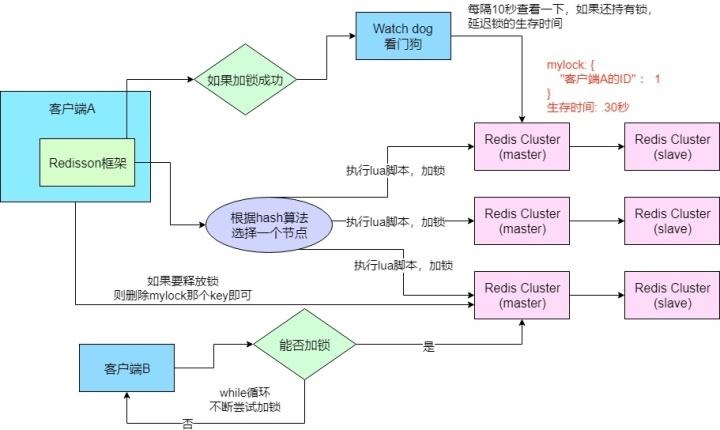 每隔10秒查看一下，如果还持有锁，
延迟锁的生存时间
Watch dog
看门狗
如果加锁成功
mylock: {
"客户端A的ID" : 1
}
生存时间: .30秒
客户端A
Redisson框架
Redis Cluster
(master)
Redis Cluster
(slave)
执行lua脚本，加锁
根据hash算法
选择一个节点
执行lua脚本，加锁
Redis Cluster
(master)
Redis Cluster
(slave)
执行lua脚本，加锁
如果要释放锁
则删除mylock那个key即可
Redis Cluster
(master)
Redis Cluster
(slave)
客户端B
能否加锁
是
while循环
不断尝试加锁
否